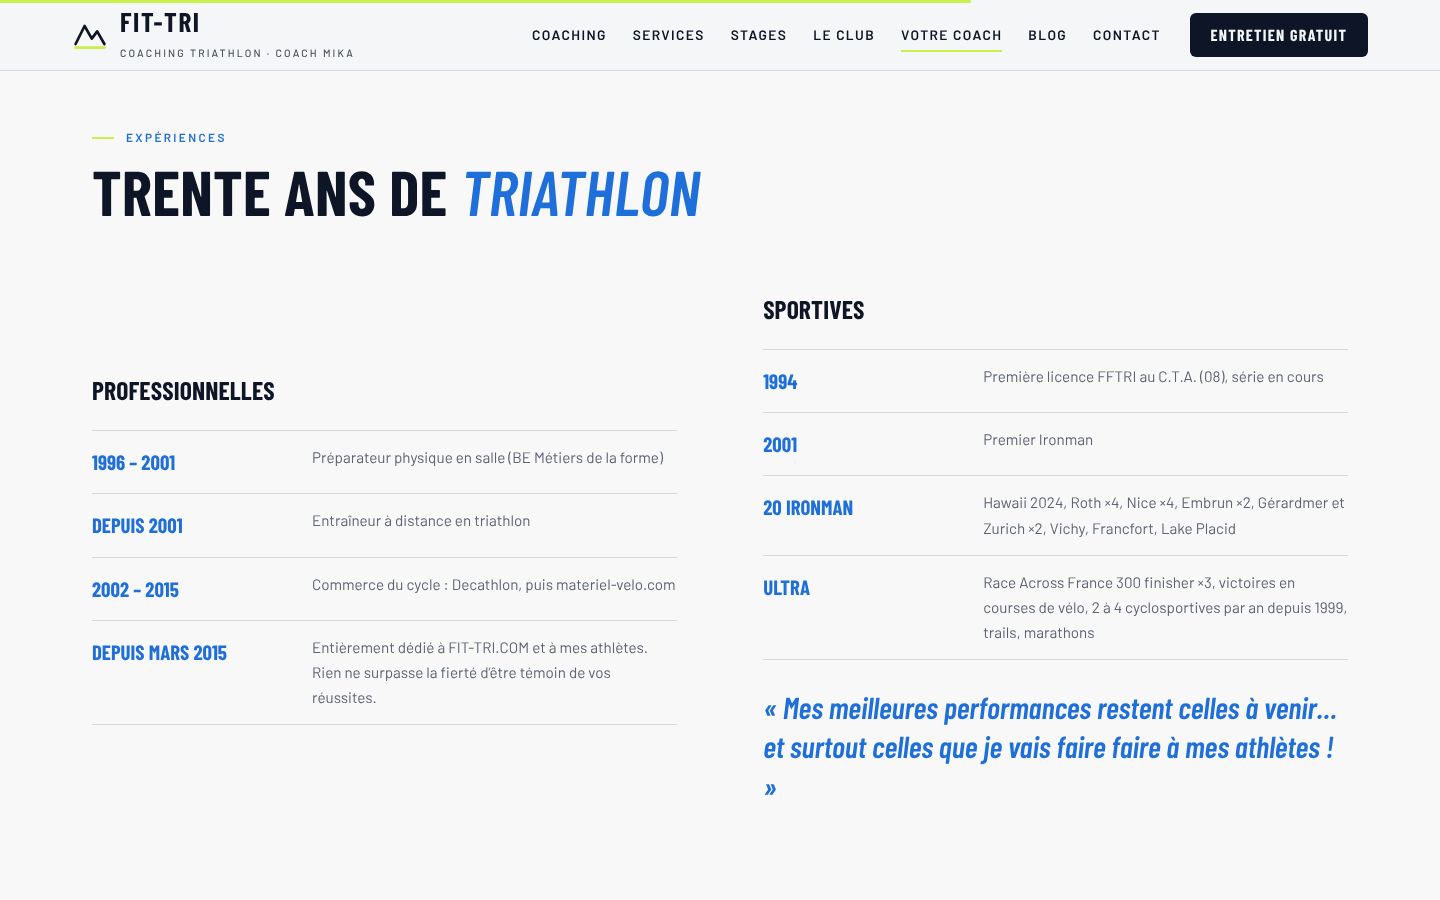 FIT-TRI
COACHING TRIATHLON · COACH MIKA
COACHING
SERVICES
STAGES
LE CLUB
VOTRE COACH
BLOG
CONTACT
ENTRETIEN GRATUIT
EXPÉRIENCES
TRENTE ANS DE TRIATHLON
PROFESSIONNELLES
1996 – 2001
Préparateur physique en salle (BE Métiers de la forme)
DEPUIS 2001
Entraîneur à distance en triathlon
2002 – 2015
Commerce du cycle : Decathlon, puis materiel-velo.com
DEPUIS MARS 2015
Entièrement dédié à FIT-TRI.COM et à mes athlètes.
Rien ne surpasse la fierté d’être témoin de vos
réussites.
SPORTIVES
1994
Première licence FFTRI au C.T.A. (08), série en cours
2001
Premier Ironman
20 IRONMAN
Hawaii 2024, Roth ×4, Nice ×4, Embrun ×2, Gérardmer et
Zurich ×2, Vichy, Francfort, Lake Placid
ULTRA
Race Across France 300 finisher ×3, victoires en
courses de vélo, 2 à 4 cyclosportives par an depuis 1999,
trails, marathons
« Mes meilleures performances restent celles à venir…
et surtout celles que je vais faire faire à mes athlètes !
»